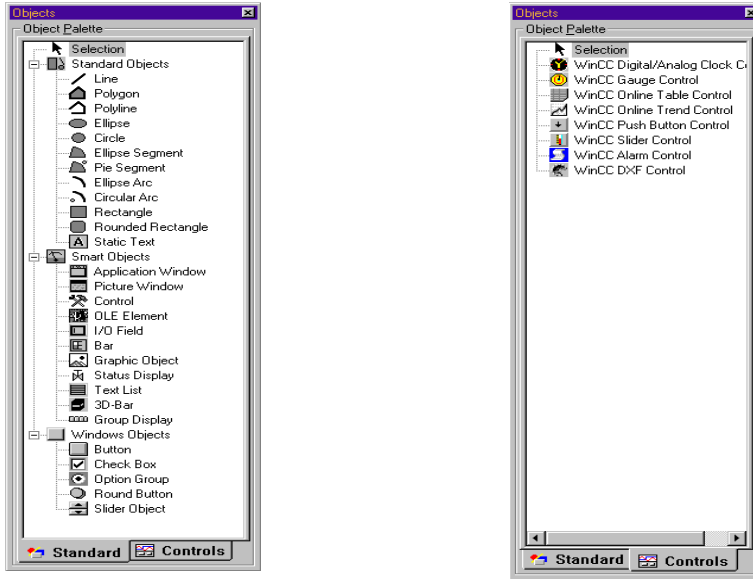 Objects
Object Palette
Selection
Standard Objects
Line
Polygon
Polyline
Ellipse
Circle
Ellipse Segment
Pie Segment
Ellipse Arc
Circular Arc
Rectangle
Rounded Rectangle
A Static Text
Smart Objects
Application Window
Picture Window
Control
OLE Element
I/O Field
Bar
Graphic Object
Status Display
Text List
3D-Bar
Group Display
Windows Objects
Button
Check Box
Option Group
Round Button
Slider Object
Standard Controls
Objects
Object Palette
Selection
WinCC Digital/Analog Clock Co
WinCC Gauge Control
WinCC Online Table Control
WinCC Online Trend Control
WinCC Push Button Control
WinCC Slider Control
WinCC Alarm Control
WinCC DXF Control
Standard Controls